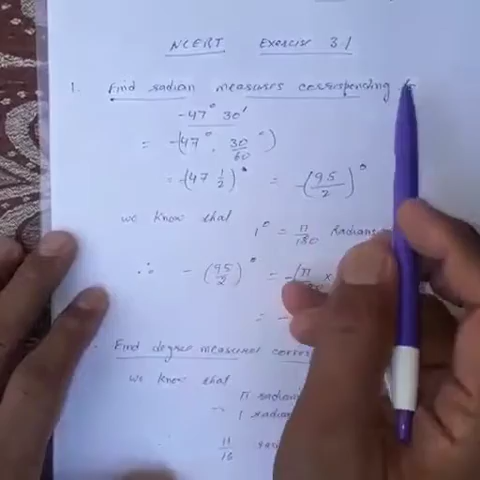 NCERT Exercise 3.1
1. Find radian measures corresponding to
-47° 30'
= -(47°. 30/60 °)
= -(47 1/2)° = -(95/2)°
we know that
1° = π/180 Radians
∴ -(95/2)° = -(π/ x
= -
Find degree measures
we know that
π radian
1 radian
11/16